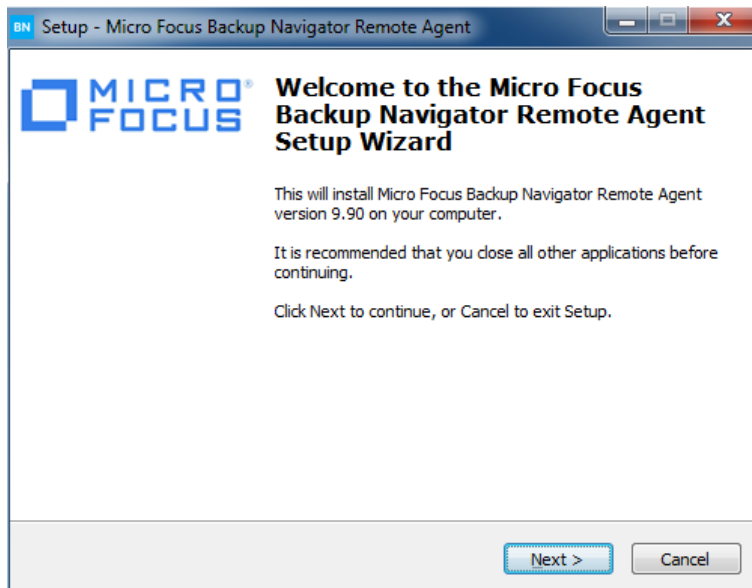 BN Setup - Micro Focus Backup Navigator Remote Agent
MICRO®
FOCUS
Welcome to the Micro Focus
Backup Navigator Remote Agent
Setup Wizard
This will install Micro Focus Backup Navigator Remote Agent
version 9.90 on your computer.
It is recommended that you close all other applications before
continuing.
Click Next to continue, or Cancel to exit Setup.
Next >
Cancel